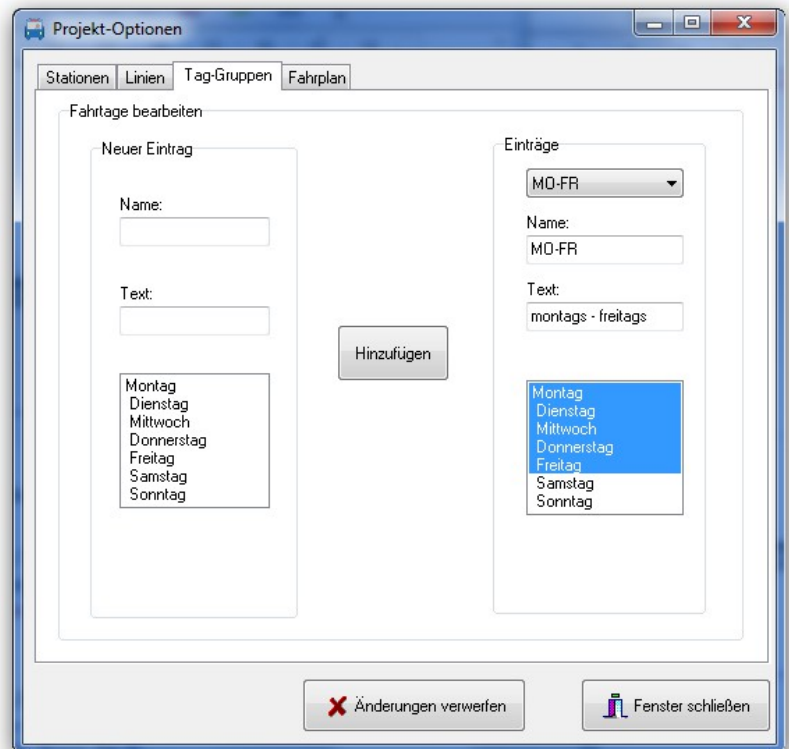 Projekt-Optionen
Stationen
Linien
Tag-Gruppen
Fahrplan
Fahrtage bearbeiten
Neuer Eintrag
Name:
Text:
Montag
Dienstag
Mittwoch
Donnerstag
Freitag
Samstag
Sonntag
Hinzufügen
Einträge
MO-FR
Name:
MO-FR
Text:
montags - freitags
Montag
Dienstag
Mittwoch
Donnerstag
Freitag
Samstag
Sonntag
Änderungen verwerfen
Fenster schließen